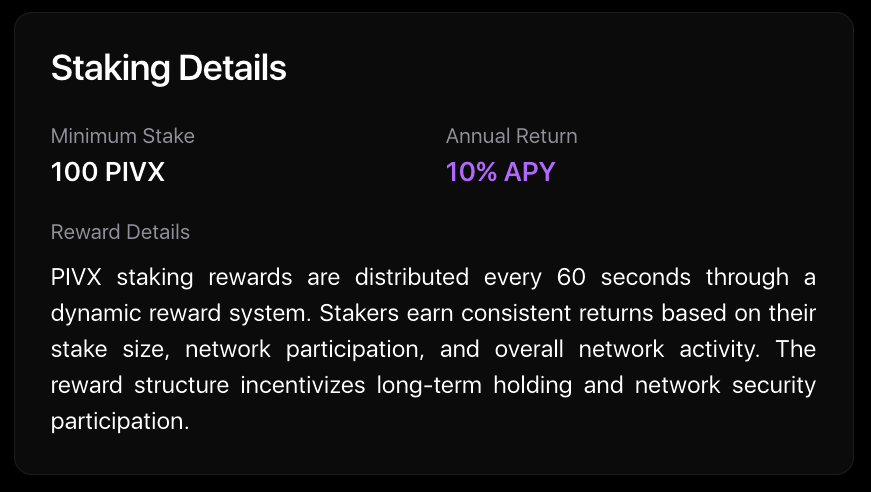 Staking Details
Minimum Stake
100 PIVX
Annual Return
10% APY
Reward Details
PIVX staking rewards are distributed every 60 seconds through a
dynamic reward system. Stakers earn consistent returns based on their
stake size, network participation, and overall network activity. The
reward structure incentivizes long-term holding and network security
participation.